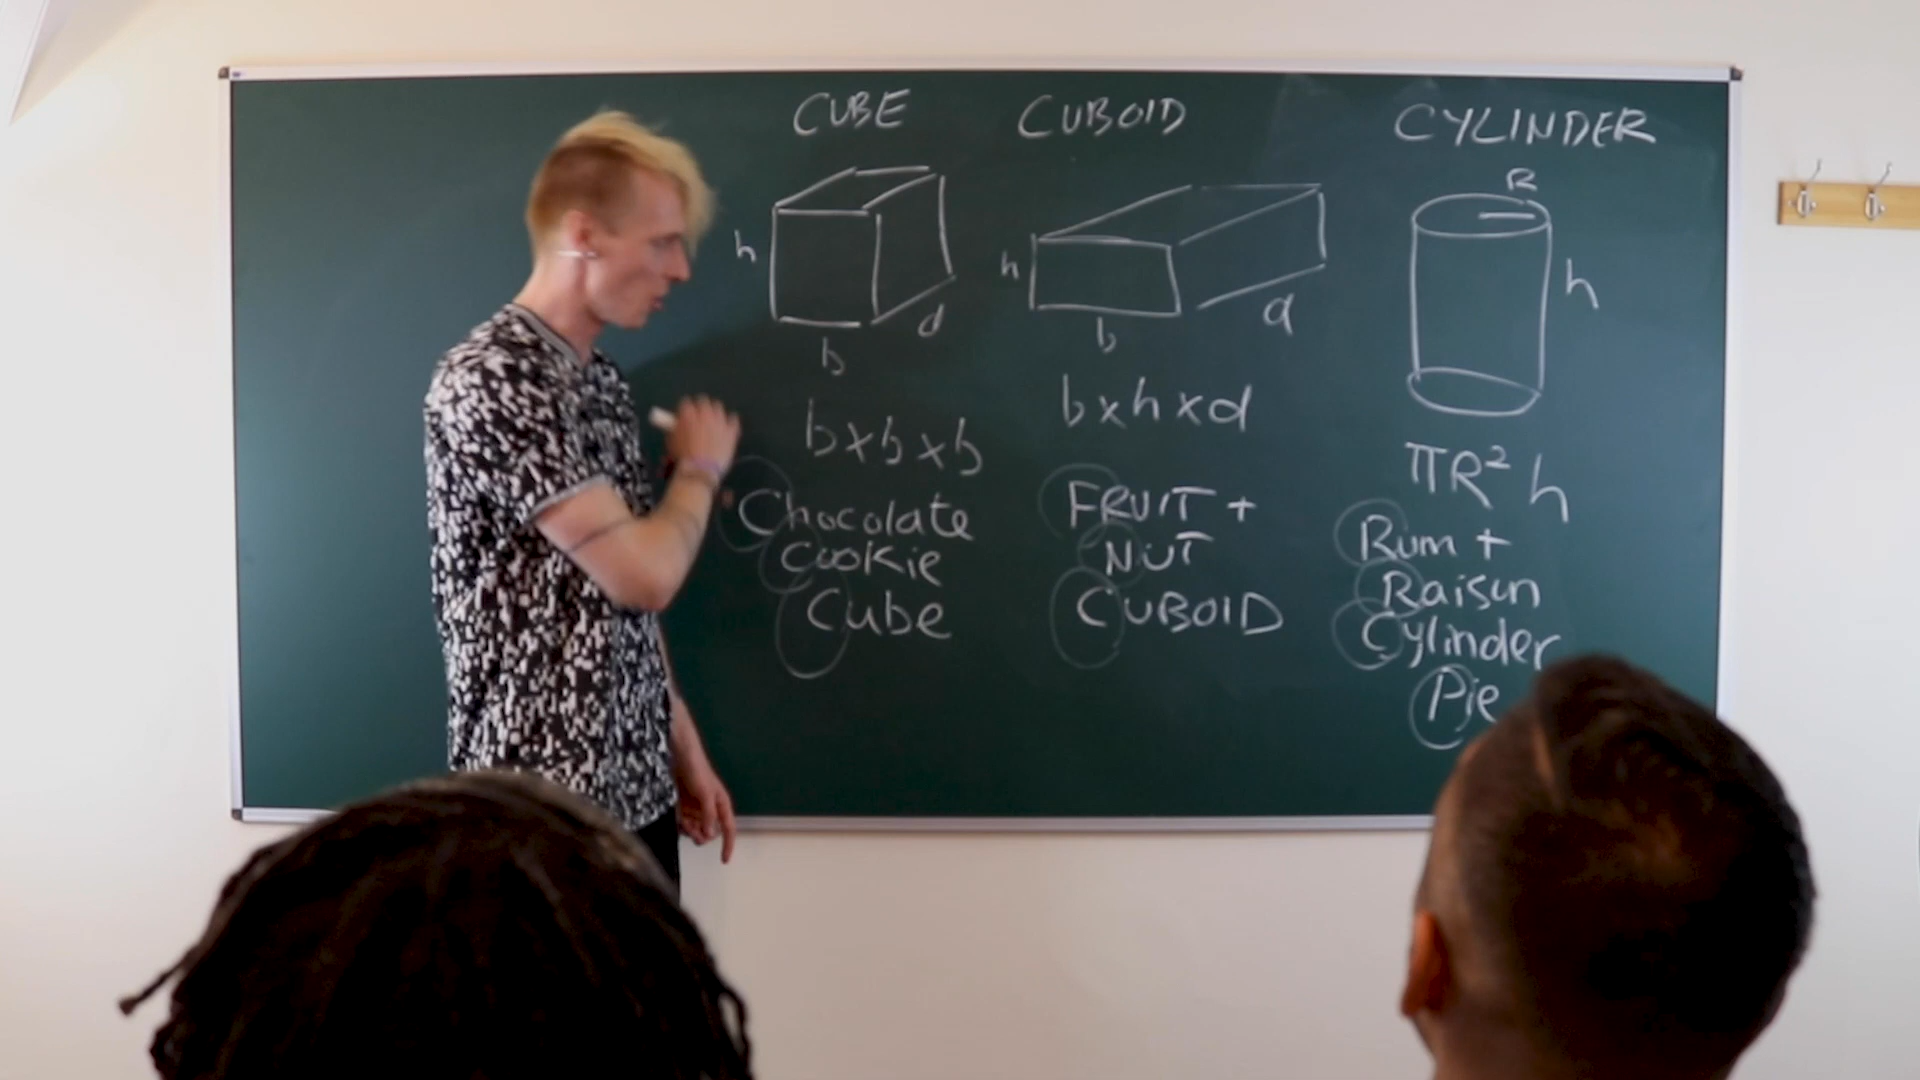 CUBE
h
b
d
b×b×b
Chocolate
Cookie
Cube
CUBOID
h
b
d
b×h×d
FRUIT +
NUT
CUBOID
CYLINDER
R
h
πR² h
Rum +
Raisin
Cylinder
Pie